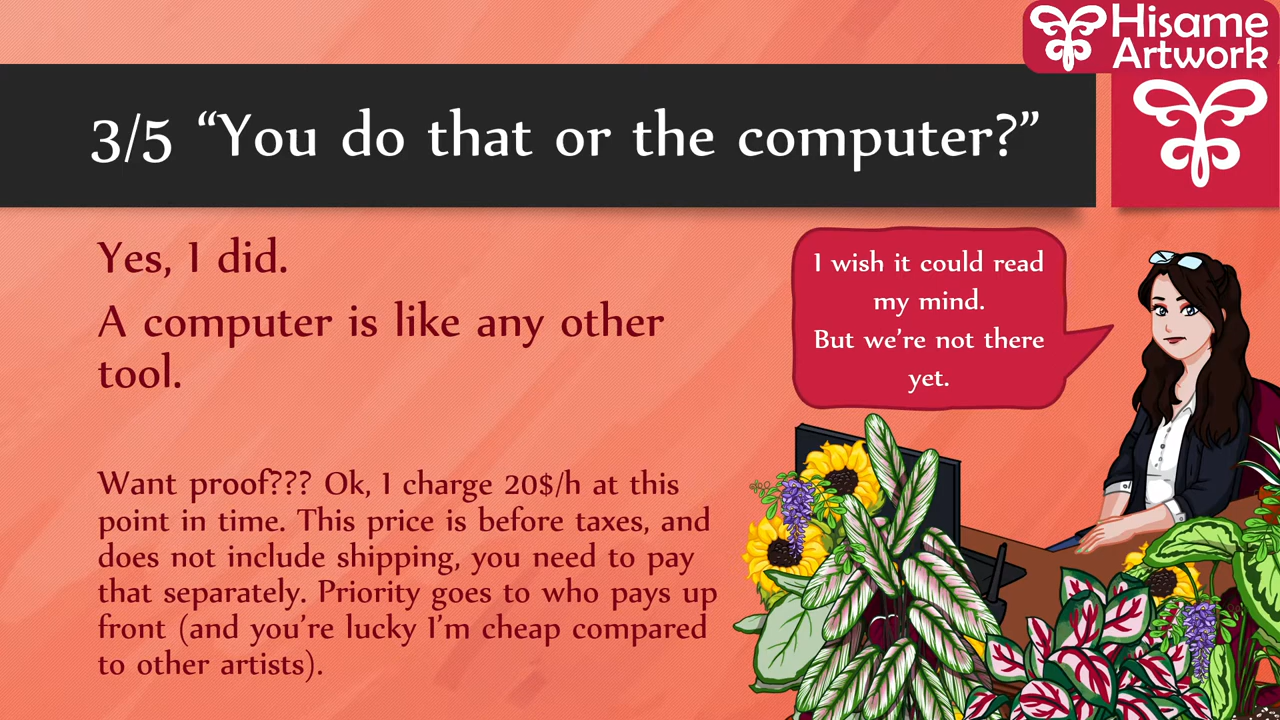 Hisame
Artwork
3/5 “You do that or the computer?”
Yes, I did.
A computer is like any other
tool.
Want proof??? Ok, I charge 20$/h at this
point in time. This price is before taxes, and
does not include shipping, you need to pay
that separately. Priority goes to who pays up
front (and you’re lucky I’m cheap compared
to other artists).
I wish it could read
my mind.
But we’re not there
yet.